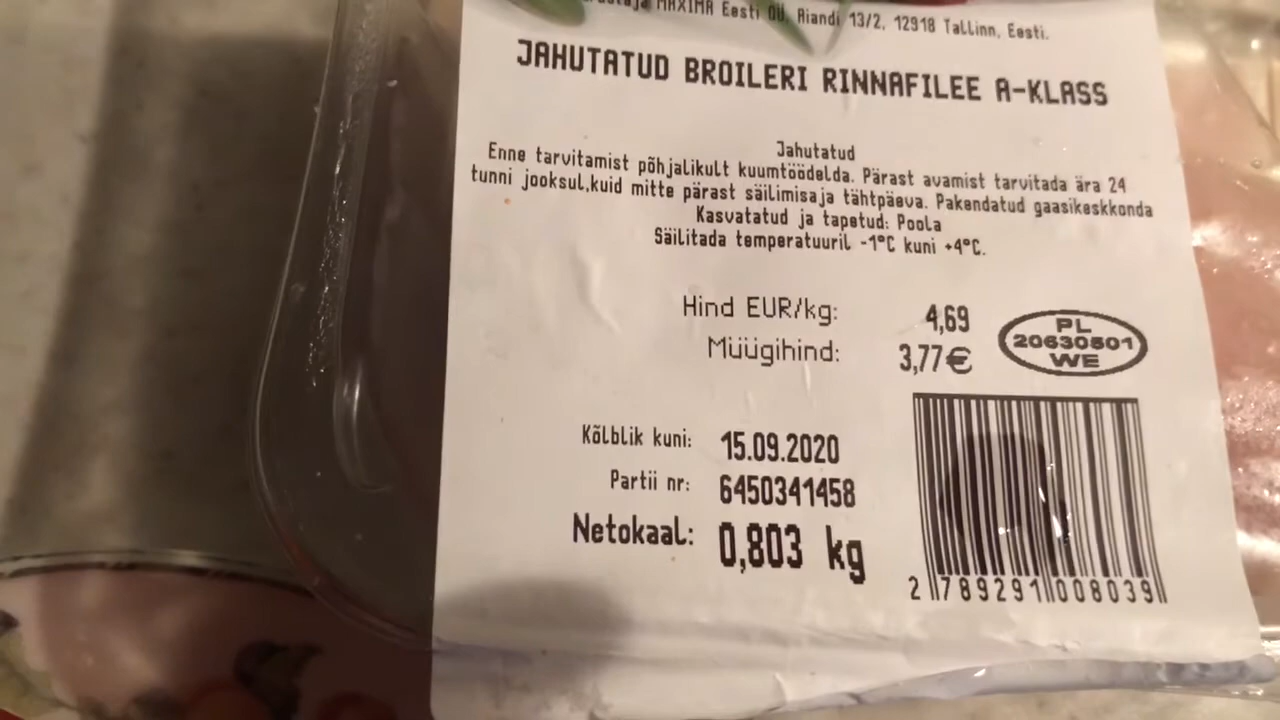 MAXIMA Eesti OÜ, Aiandi 13/2, 12918 Tallinn, Eesti.
JAHUTATUD BROILERI RINNAFILEE A-KLASS
Jahutatud
Enne tarvitamist põhjalikult kuumtöödelda. Pärast avamist tarvitada ära 24
tunni jooksul,kuid mitte pärast säilimisaja tähtpäeva. Pakendatud gaasikeskkonda
Kasvatatud ja tapetud: Poola
Säilitada temperatuuril -1°C kuni +4°C.
Hind EUR/kg: 4,69
Müügihind: 3,77€
PL
20630501
WE
Kõlblik kuni: 15.09.2020
Partii nr: 6450341458
Netokaal: 0,803 kg
2 789291 008039